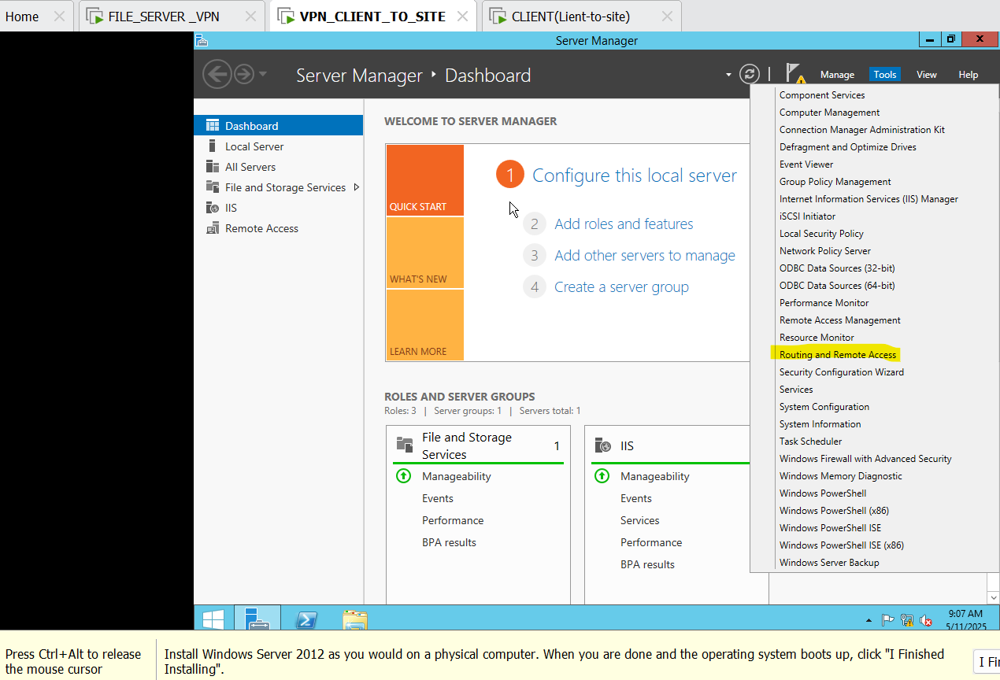 Home
FILE_SERVER _VPN
VPN_CLIENT_TO_SITE
CLIENT(Lient-to-site)
Server Manager
Server Manager
Dashboard
Manage
Tools
View
Help
Dashboard
Local Server
All Servers
File and Storage Services
IIS
Remote Access
WELCOME TO SERVER MANAGER
QUICK START
WHAT'S NEW
LEARN MORE
1 Configure this local server
2 Add roles and features
3 Add other servers to manage
4 Create a server group
ROLES AND SERVER GROUPS
Roles: 3 | Server groups: 1 | Servers total: 1
File and Storage
Services
1
Manageability
Events
Performance
BPA results
IIS
Manageability
Events
Services
Performance
BPA results
Component Services
Computer Management
Connection Manager Administration Kit
Defragment and Optimize Drives
Event Viewer
Group Policy Management
Internet Information Services (IIS) Manager
iSCSI Initiator
Local Security Policy
Network Policy Server
ODBC Data Sources (32-bit)
ODBC Data Sources (64-bit)
Performance Monitor
Remote Access Management
Resource Monitor
Routing and Remote Access
Security Configuration Wizard
Services
System Configuration
System Information
Task Scheduler
Windows Firewall with Advanced Security
Windows Memory Diagnostic
Windows PowerShell
Windows PowerShell (x86)
Windows PowerShell ISE
Windows PowerShell ISE (x86)
Windows Server Backup
9:07 AM
5/11/2025
Press Ctrl+Alt to release
the mouse cursor
Install Windows Server 2012 as you would on a physical computer. When you are done and the operating system boots up, click "I Finished
Installing".
I Fi